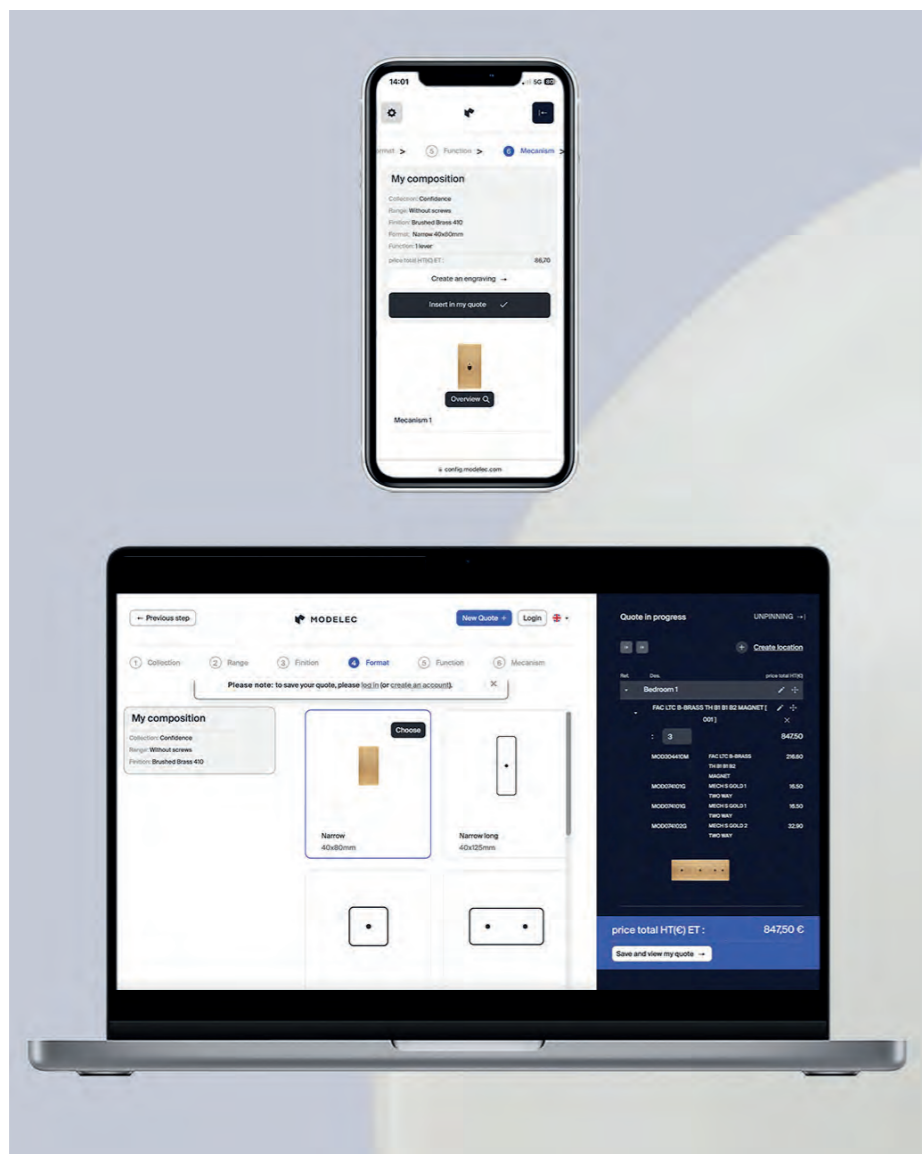 14:01
5G
Format >
5 Function >
6 Mecanism >
My composition
Collection: Confidence
Range: Without screws
Finition: Brushed Brass 410
Format: Narrow 40x80mm
Function: 1 lever
price total HT(€) ET :
86,70
Create an engraving →
Insert in my quote ✓
Overview
Mecanism 1
config.modelec.com
← Previous step
MODELEC
New Quote +
Login
1 Collection
2 Range
3 Finition
4 Format
5 Function
6 Mecanism
Please note: to save your quote, please log in (or create an account).
My composition
Collection: Confidence
Range: Without screws
Finition: Brushed Brass 410
Choose
Narrow
40x80mm
Narrow long
40x125mm
Quote in progress
UNPINNING →|
+ Create location
Ref.
Des.
price total HT(€)
- Bedroom 1
FAC LTC B-BRASS TH B1 B1 B2 MAGNET [
001 ]
: 3
847.50
MOD004410M
FAC LTC B-BRASS
216.60
TH B1 B1 B2
MAGNET
MOD074101G
MECH S GOLD 1
16.50
TWO WAY
MOD074101G
MECH S GOLD 1
16.50
TWO WAY
MOD074102G
MECH S GOLD 2
32.90
TWO WAY
price total HT(€) ET :
847,50 €
Save and view my quote →